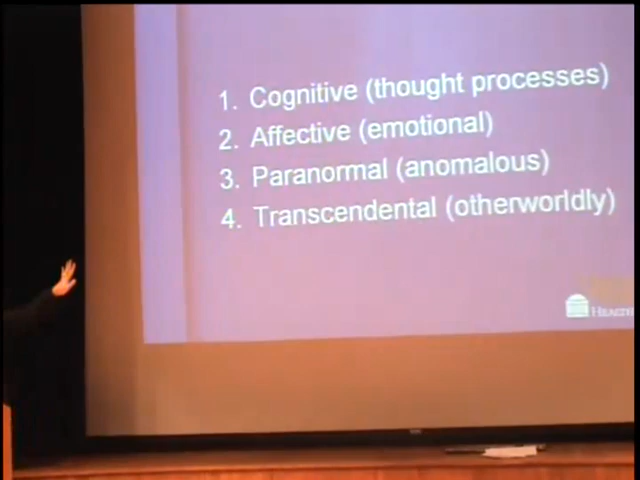 1. Cognitive (thought processes)
2. Affective (emotional)
3. Paranormal (anomalous)
4. Transcendental (otherworldly)